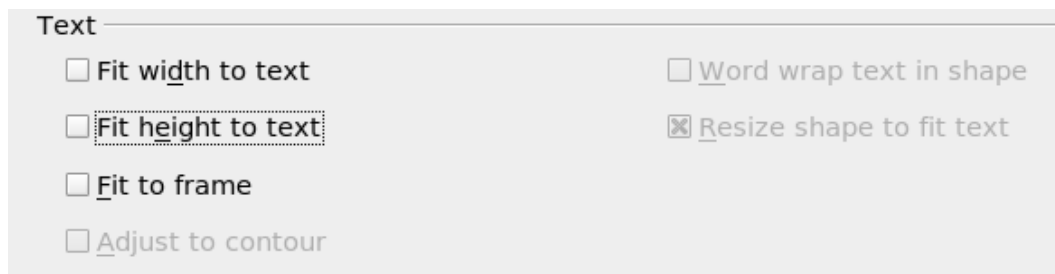 Text
Fit width to text
Word wrap text in shape
Fit height to text
Resize shape to fit text
Fit to frame
Adjust to contour